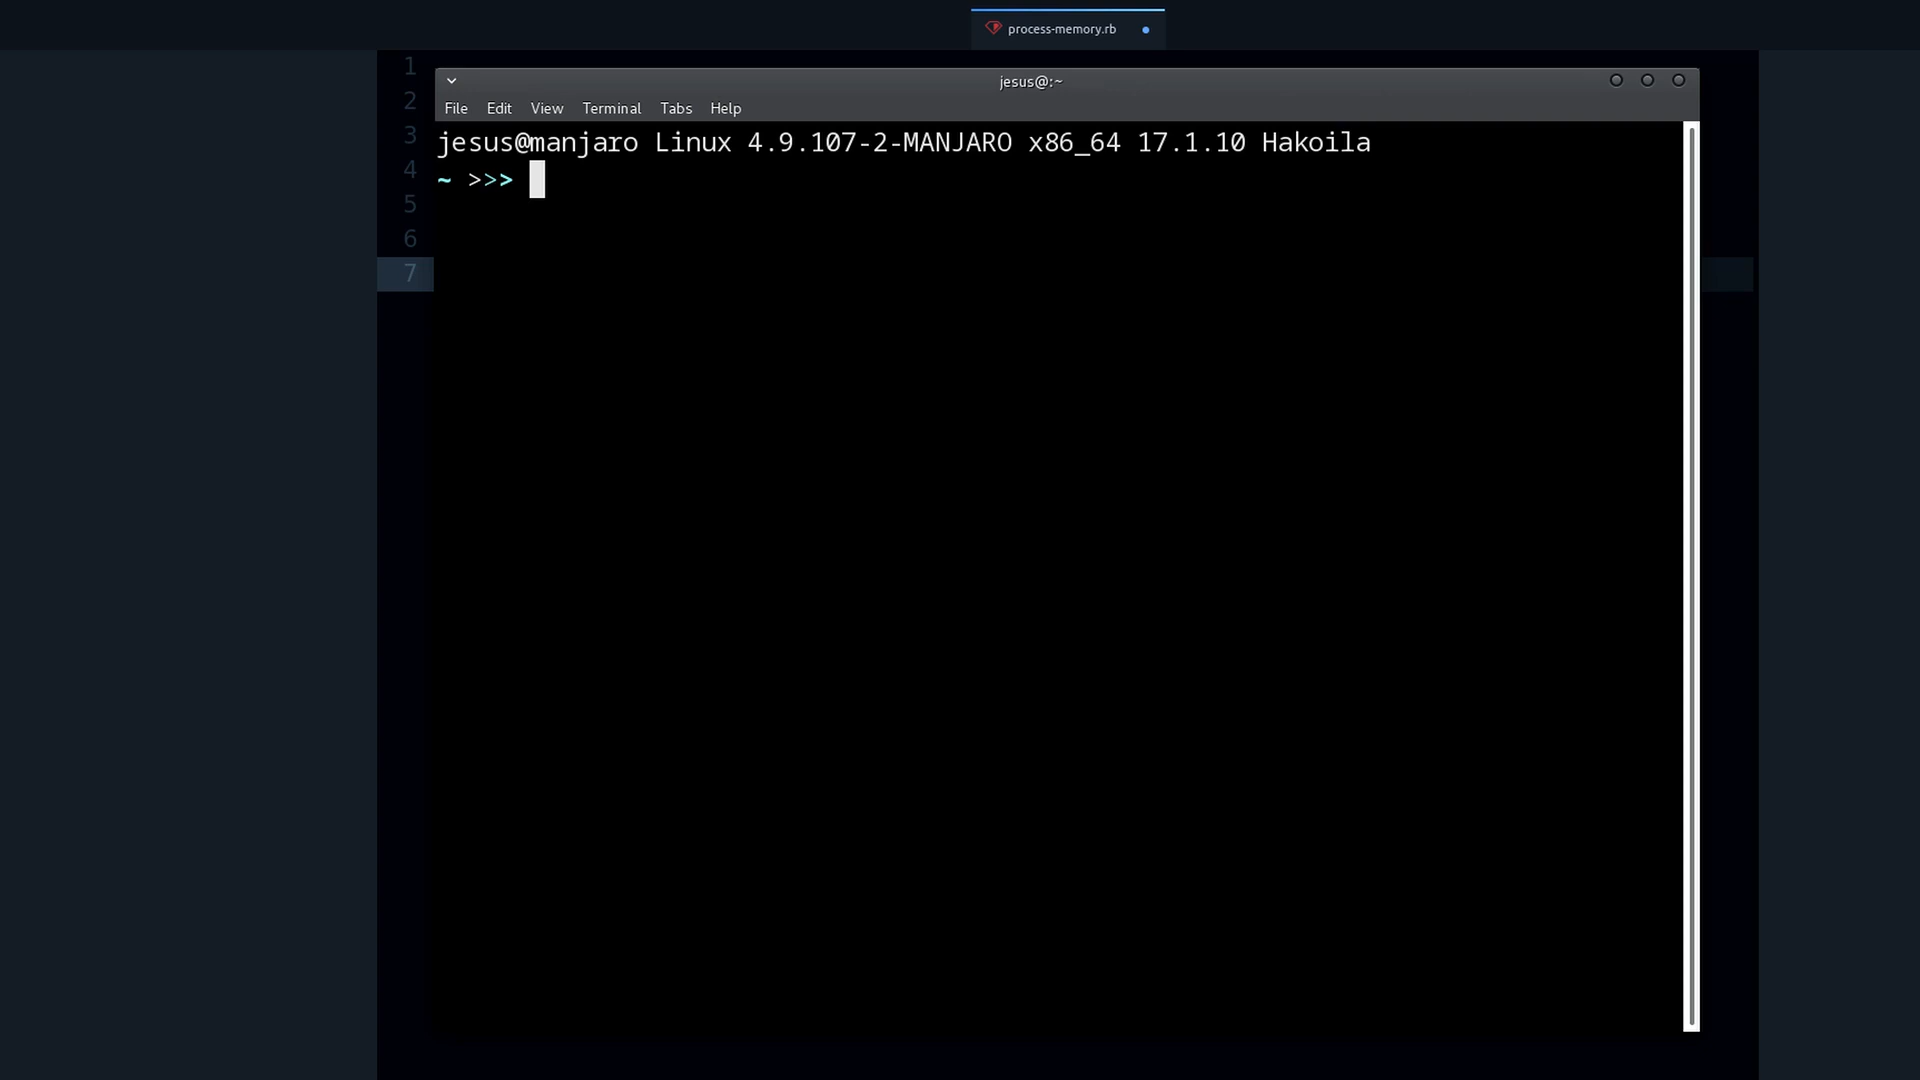 process-memory.rb
1
2
3
4
5
6
7
jesus@:~
File Edit View Terminal Tabs Help
jesus@manjaro Linux 4.9.107-2-MANJARO x86_64 17.1.10 Hakoila
~ >>>